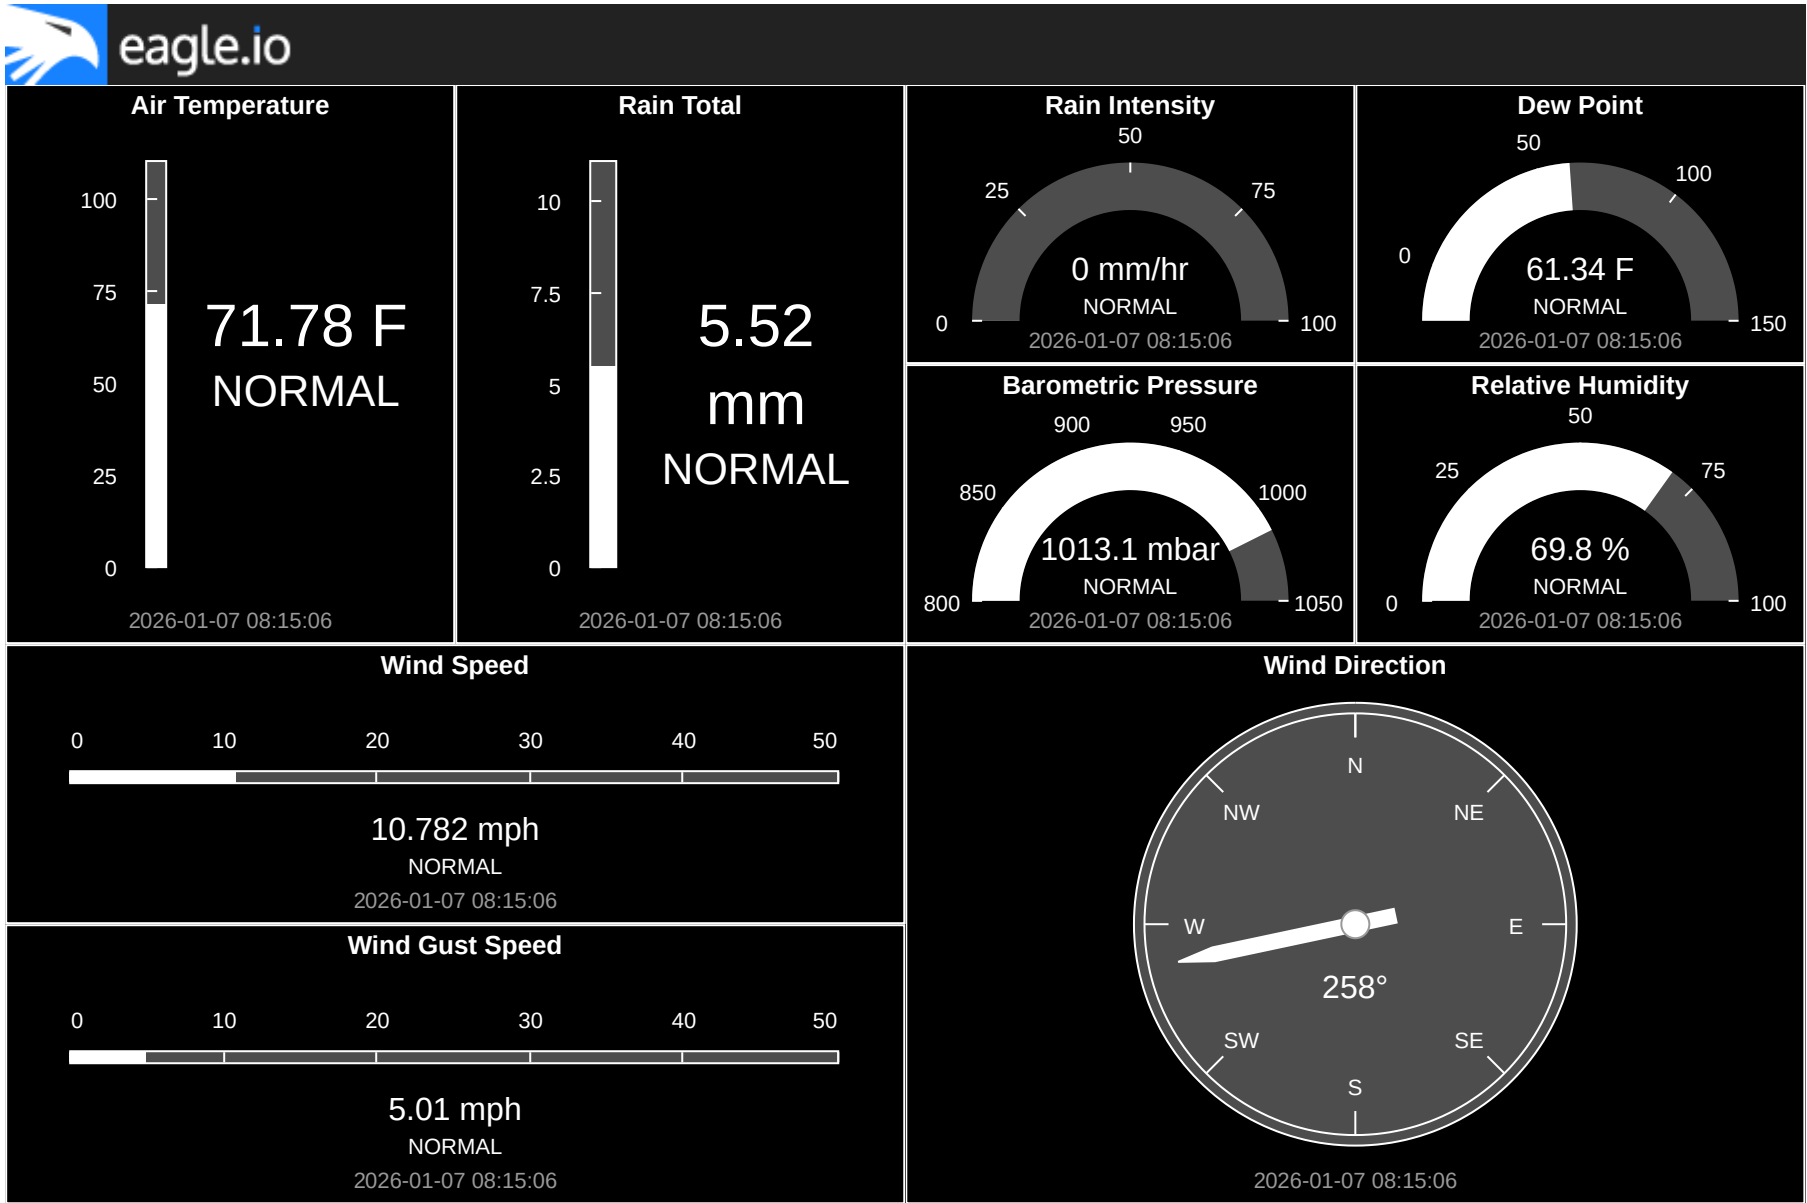 eagle.io
Air Temperature
100
75
50
25
0
71.78 F
NORMAL
2026-01-07 08:15:06
Rain Total
10
7.5
5
2.5
0
5.52
mm
NORMAL
2026-01-07 08:15:06
Rain Intensity
50
25
75
0
100
0 mm/hr
NORMAL
2026-01-07 08:15:06
Dew Point
50
100
0
150
61.34 F
NORMAL
2026-01-07 08:15:06
Barometric Pressure
900
950
850
1000
800
1050
1013.1 mbar
NORMAL
2026-01-07 08:15:06
Relative Humidity
50
25
75
0
100
69.8 %
NORMAL
2026-01-07 08:15:06
Wind Speed
0 10 20 30 40 50
10.782 mph
NORMAL
2026-01-07 08:15:06
Wind Gust Speed
0 10 20 30 40 50
5.01 mph
NORMAL
2026-01-07 08:15:06
Wind Direction
N
NW
NE
W
E
258°
SW
SE
S
2026-01-07 08:15:06